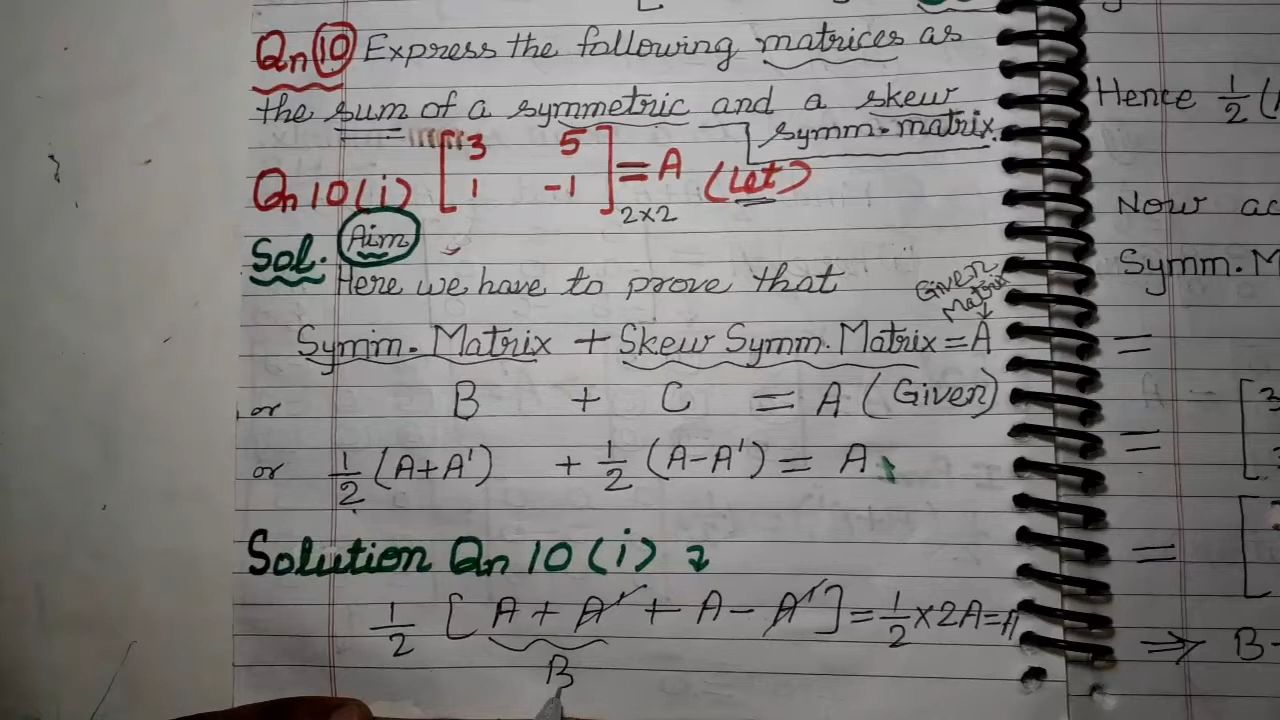 Qn 10 Express the following matrices as
the sum of a symmetric and a skew
symm. matrix.
Qn 10 (i) [3 5
1 -1] 2×2 = A (Let)
Sol. Aim
Here we have to prove that
Given
Matrix
Symm. Matrix + Skew Symm. Matrix = A
or B + C = A (Given)
or 1/2 (A+A') + 1/2 (A-A') = A
Solution Qn 10 (i)
1/2 [A + A' + A - A'] = 1/2 × 2A = A
B
Hence 1/2 (
Now
Symm. M
=
=
=
⇒ B